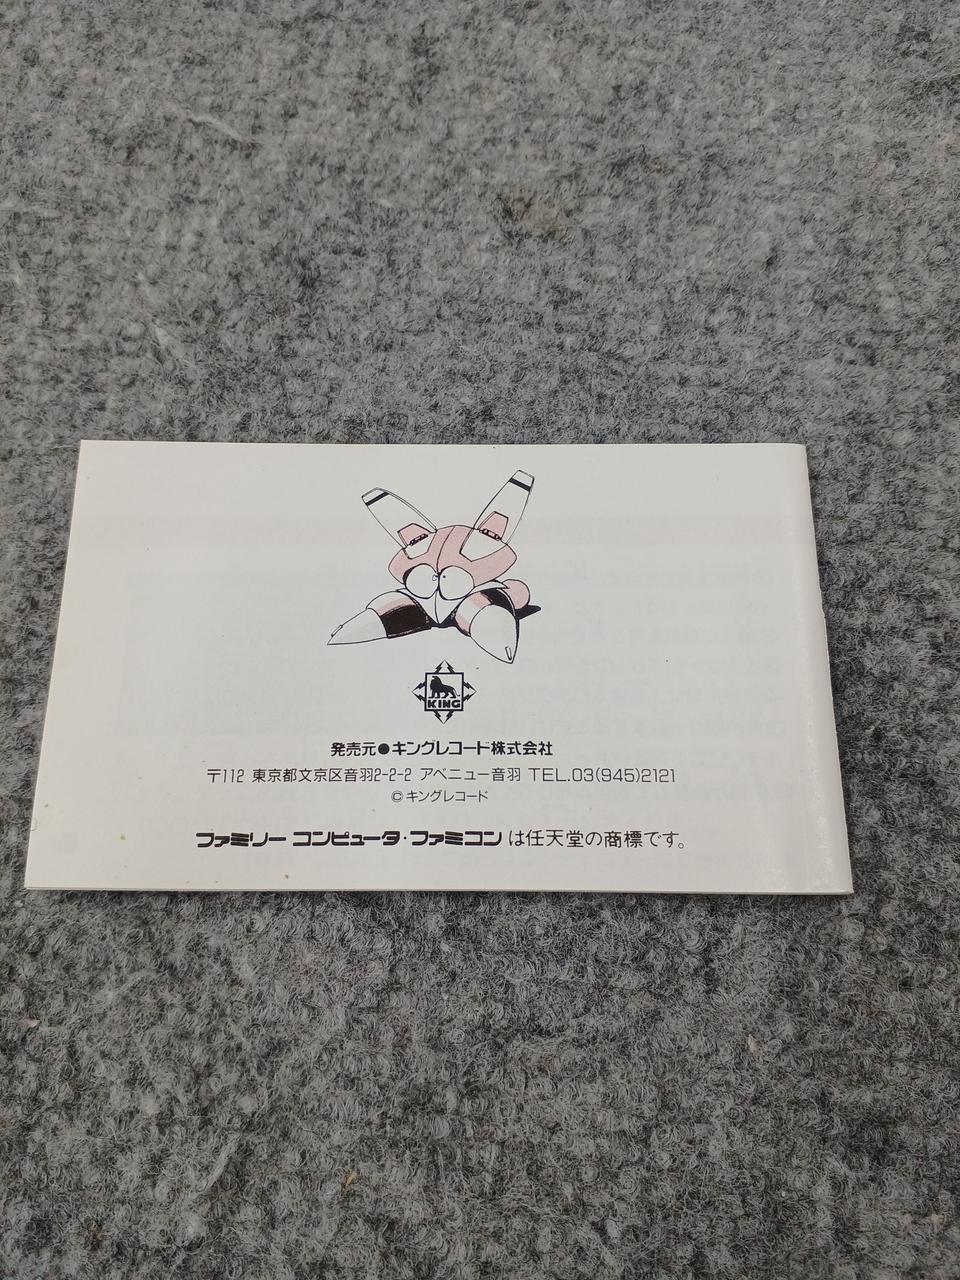 KING
発売元●キングレコード株式会社
〒112 東京都文京区音羽2-2-2 アベニュー音羽 TEL.03(945)2121
©キングレコード
ファミリー コンピュータ・ファミコン は任天堂の商標です。